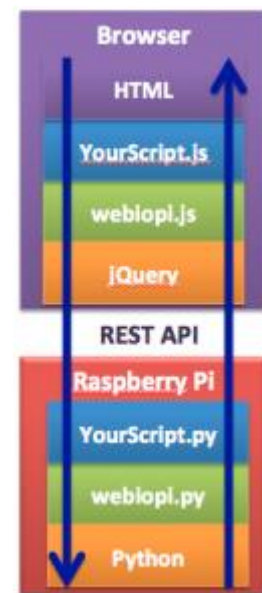 Browser
HTML
YourScript.js
webiopi.js
jQuery
REST API
Raspberry Pi
YourScript.py
webiopi.py
Python